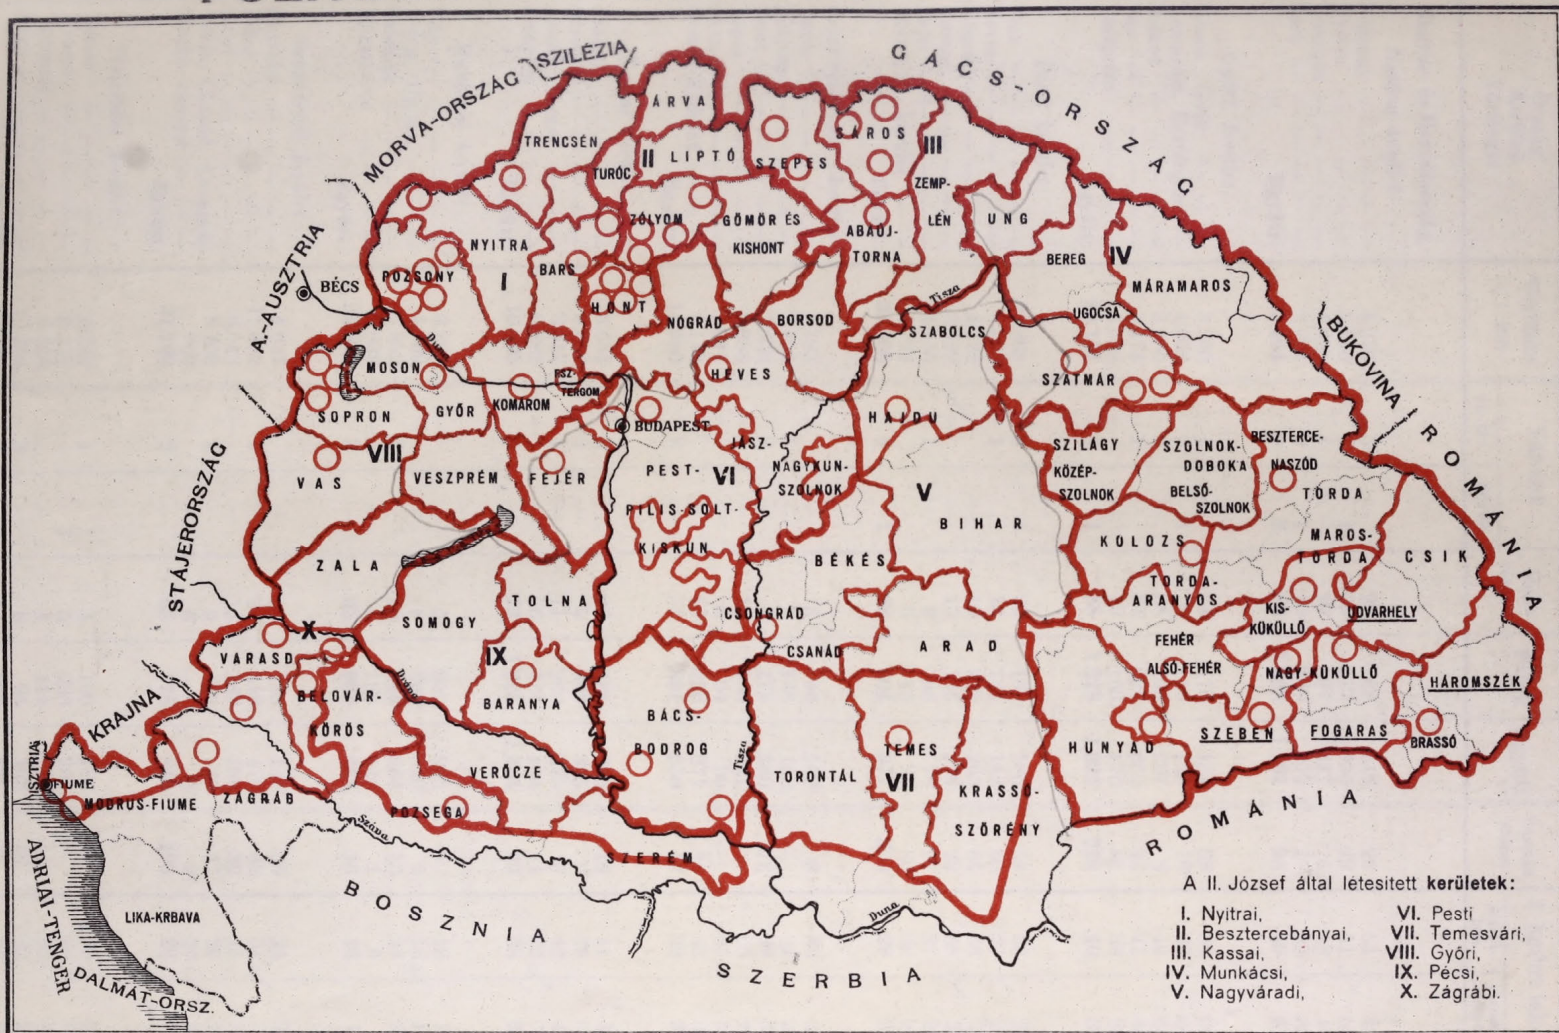 SZILÉZIA
MORVA-ORSZÁG
GÁCS-ORSZÁG
A.-AUSZTRIA
BÉCS
STÁJERORSZÁG
KRAJNA
ISZTRIA
FIUME
ADRIAI-TENGER
DALMÁT-ORSZ.
BOSZNIA
SZERBIA
ROMÁNIA
BUKOVINA
ROMÁNIA
ÁRVA
TRENCSÉN
TURÓC
II
LIPTÓ
SZEPES
SÁROS
III
ZEMP-
LÉN
UNG
BEREG
IV
MÁRAMAROS
UGOCSA
NYITRA
I
POZSONY
BARS
ZÓLYOM
HONT
GÖMÖR ÉS
KISHONT
ABAÚJ-
TORNA
NÓGRÁD
BORSOD
Tisza
SZABOLCS
SZATMÁR
MOSON
Duna
SOPRON
GYŐR
KOMÁROM
ESZ-
TERGOM
HEVES
HAJDU
BUDAPEST
VIII
VAS
VESZPRÉM
FEJÉR
PEST-
PILIS-SOLT-
KISKUN
VI
JÁSZ-
NAGYKUN-
SZOLNOK
V
BIHAR
SZILÁGY
KÖZÉP-
SZOLNOK
SZOLNOK-
DOBOKA
BELSŐ-
SZOLNOK
BESZTERCE-
NASZÓD
TORDA
MAROS-
TORDA
CSIK
KOLOZS
TORDA-
ARANYOS
ZALA
SOMOGY
TOLNA
IX
BARANYA
BÉKÉS
CSONGRÁD
CSANÁD
ARAD
KIS-
KÜKÜLLŐ
UDVARHELY
FEHÉR
ALSÓ-FEHÉR
NAGY-KÜKÜLLŐ
HÁROMSZÉK
X
VARASD
BELOVÁR-
KÖRÖS
Dráva
BÁCS-
BODROG
Tisza
TORONTÁL
TEMES
VII
KRASSÓ-
SZÖRÉNY
HUNYAD
SZEBEN
FOGARAS
BRASSÓ
MODRUS-FIUME
ZÁGRÁB
VERŐCZE
POZSEGA
Száva
SZERÉM
Duna
LIKA-KRBAVA
A II. József által létesitett kerületek:
I. Nyitrai,
II. Besztercebányai,
III. Kassai,
IV. Munkácsi,
V. Nagyváradi,
VI. Pesti
VII. Temesvári,
VIII. Győri,
IX. Pécsi,
X. Zágrábi.